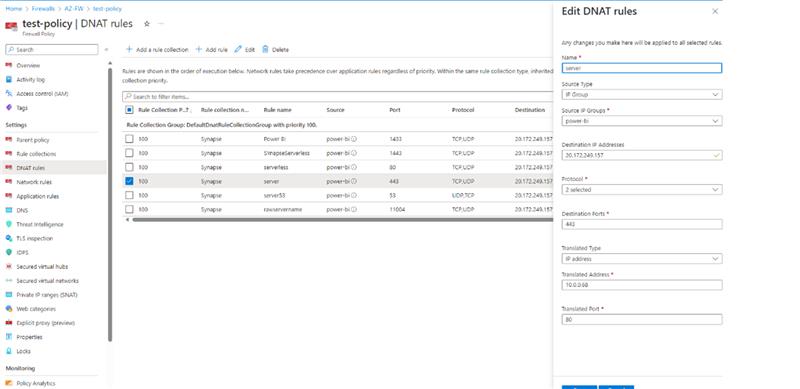 Home > Firewalls > AZ-FW > test-policy
test-policy | DNAT rules ☆ ...
Firewall Policy
Search
Overview
Activity log
Access control (IAM)
Tags
Settings
Parent policy
Rule collections
DNAT rules
Network rules
Application rules
DNS
Threat Intelligence
TLS inspection
IDPS
Secured virtual hubs
Secured virtual networks
Private IP ranges (SNAT)
Web categories
Explicit proxy (preview)
Properties
Locks
Monitoring
Policy Analytics
+ Add a rule collection + Add rule Edit Delete
Rules are shown in the order of execution below. Network rules take precedence over application rules regardless of priority. Within the same rule collection type, inherited
collection priority.
Search to filter items...
Rule Collection P...↑↓ Rule collection n... Rule name Source Port Protocol Destination
Rule Collection Group: DefaultDnatRuleCollectionGroup with priority 100.
100 Synapse Power Bi power-bi 1433 TCP,UDP 20.172.249.157
100 Synapse SYnapseServerless power-bi 1443 TCP,UDP 20.172.249.157
100 Synapse serverless power-bi 80 TCP,UDP 20.172.249.157
100 Synapse server power-bi 443 TCP,UDP 20.172.249.157
100 Synapse server53 power-bi 53 UDP,TCP 20.172.249.157
100 Synapse rawservername power-bi 11004 TCP,UDP 20.172.249.157
Edit DNAT rules
Any changes you make here will be applied to all selected rules.
Name *
server
Source Type
IP Group
Source IP Groups *
power-bi
Destination IP Addresses
20.172.249.157
Protocol *
2 selected
Destination Ports *
443
Translated Type
IP address
Translated Address *
10.0.0.68
Translated Port *
80